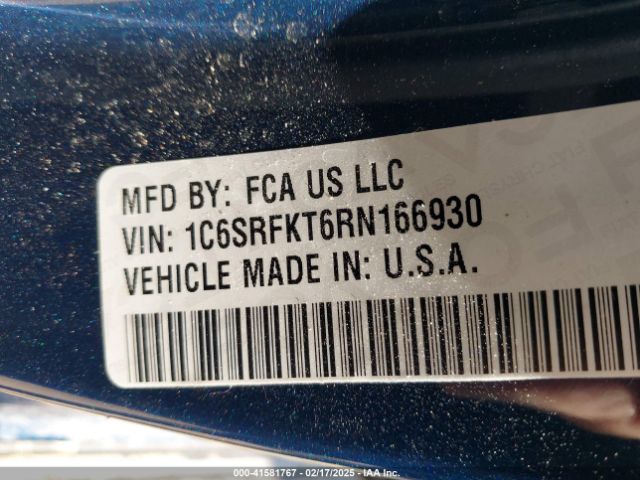 MFD BY: FCA US LLC
VIN: 1C6SRFKT6RN166930
VEHICLE MADE IN: U.S.A.
000-41581767 - 02/17/2025 - IAA Inc.